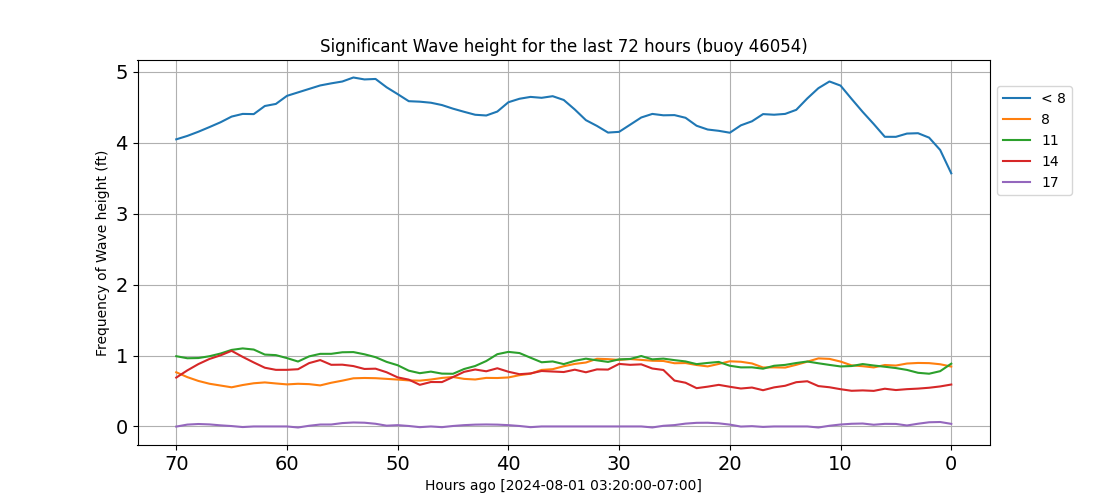 Significant Wave height for the last 72 hours (buoy 46054)
Frequency of Wave height (ft)
5
4
3
2
1
0
70 60 50 40 30 20 10 0
Hours ago [2024-08-01 03:20:00-07:00]
< 8
8
11
14
17